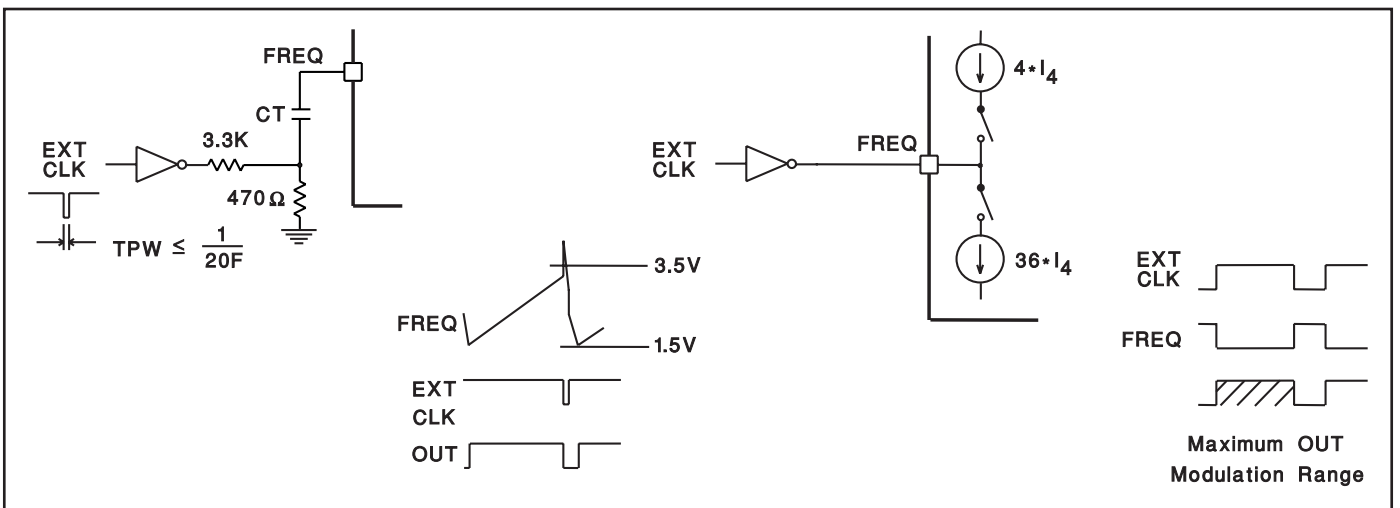 FREQ
CT
3.3K
EXT
CLK
470Ω
TPW ≤ 1/20F
3.5V
FREQ
1.5V
EXT
CLK
OUT
4*I4
FREQ
EXT
CLK
36*I4
EXT
CLK
FREQ
Maximum OUT
Modulation Range